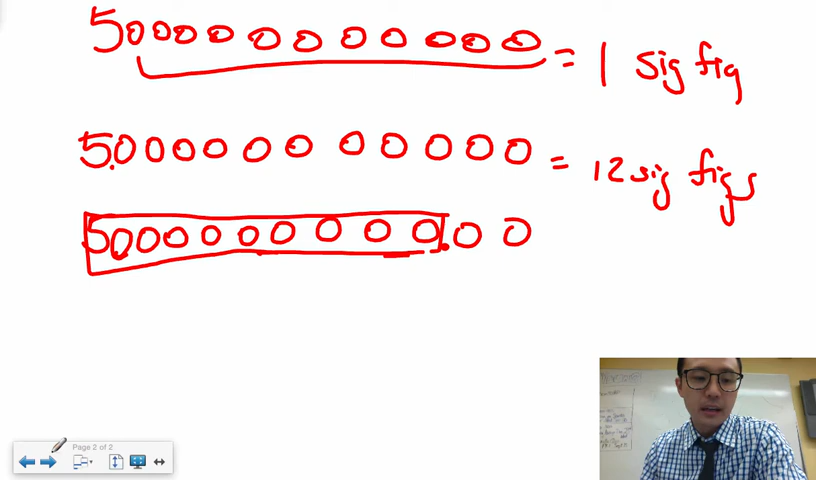 500000000000 = 1 sig fig
5.00000000000 = 12 sig figs
5000000000.00
Page 2 of 2